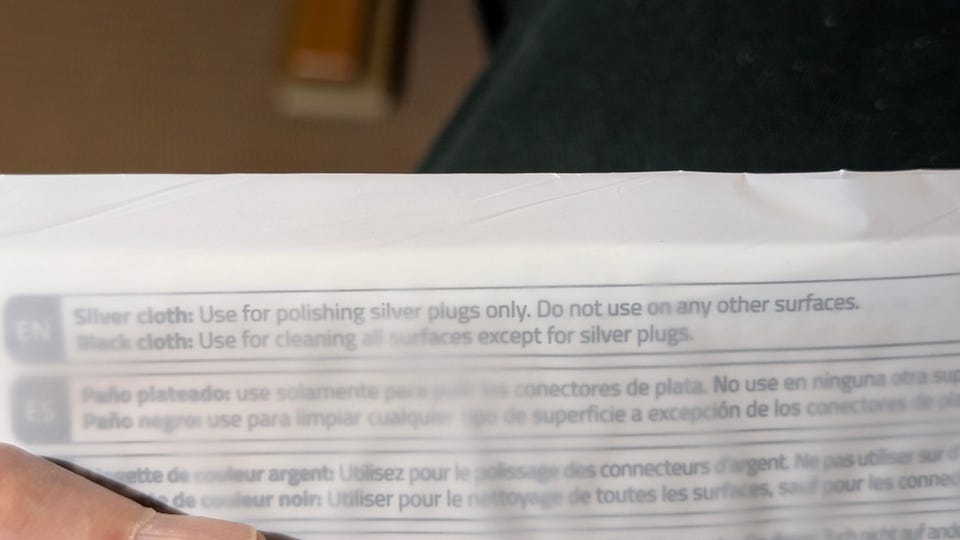 EN
Silver cloth: Use for polishing silver plugs only. Do not use on any other surfaces.
Black cloth: Use for cleaning all surfaces except for silver plugs.
ES
Paño plateado: use solamente para pulir los conectores de plata. No use en ninguna otra
Paño negro: use para limpiar cualquier tipo de superficie a excepción de los conectores de
de couleur argent: Utilisez pour le polissage des connecteurs d'argent. Ne pas utiliser sur
de couleur noir: Utiliser pour le nettoyage de toutes les surfaces, sauf pour les
nicht auf